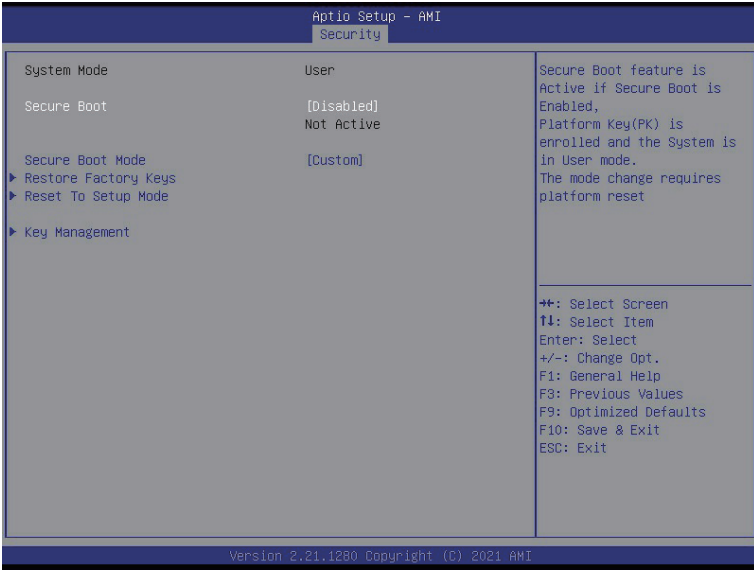 Aptio Setup – AMI
Security
System Mode User
Secure Boot [Disabled]
Not Active
Secure Boot Mode [Custom]
▶ Restore Factory Keys
▶ Reset To Setup Mode
▶ Key Management
Secure Boot feature is
Active if Secure Boot is
Enabled,
Platform Key(PK) is
enrolled and the System is
in User mode.
The mode change requires
platform reset
→←: Select Screen
↑↓: Select Item
Enter: Select
+/-: Change Opt.
F1: General Help
F3: Previous Values
F9: Optimized Defaults
F10: Save & Exit
ESC: Exit
Version 2.21.1280 Copyright (C) 2021 AMI